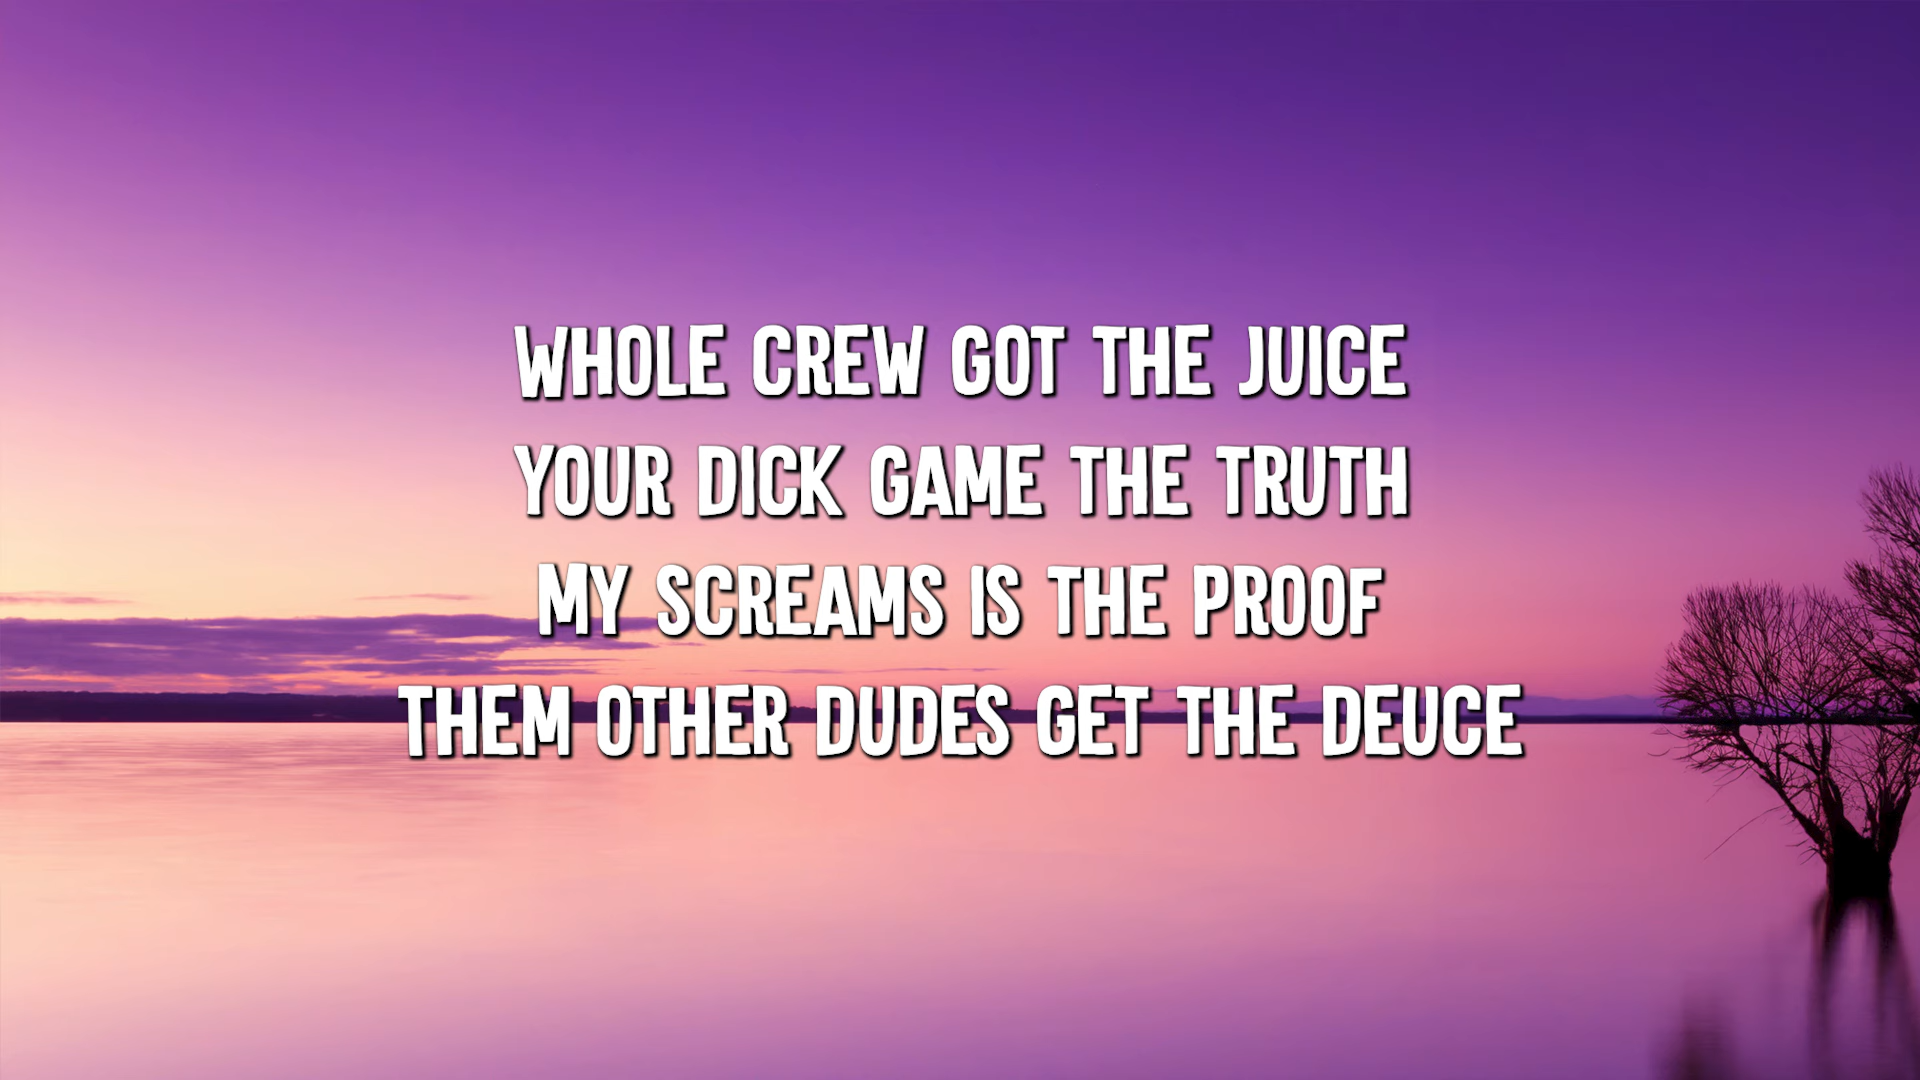 WHOLE CREW GOT THE JUICE
YOUR DICK GAME THE TRUTH
MY SCREAMS IS THE PROOF
THEM OTHER DUDES GET THE DEUCE